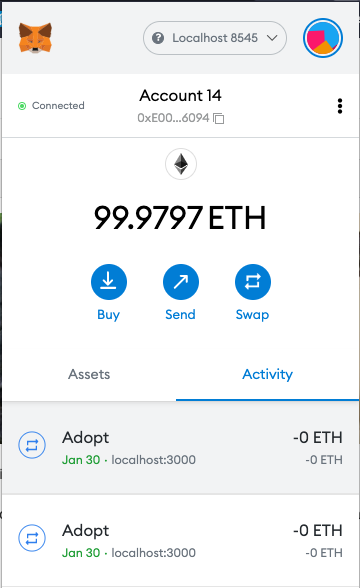 Localhost 8545
Connected
Account 14
0xE00...6094
99.9797 ETH
Buy
Send
Swap
Assets
Activity
Adopt
-0 ETH
Jan 30 · localhost:3000
-0 ETH
Adopt
-0 ETH
Jan 30 · localhost:3000
-0 ETH